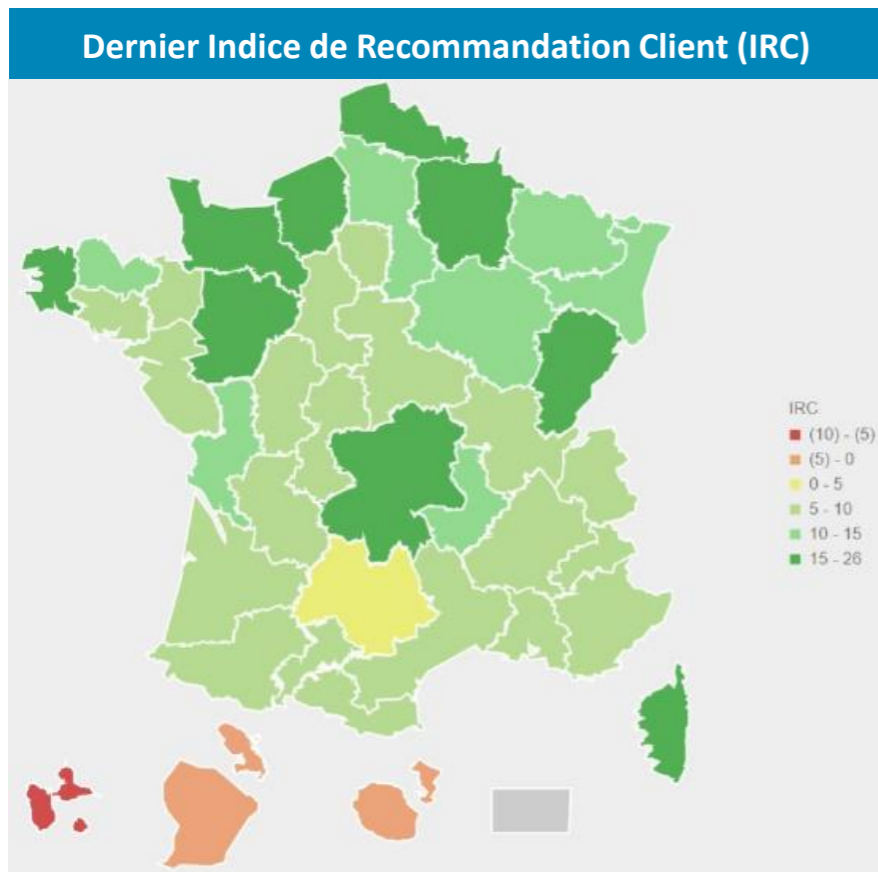 Dernier Indice de Recommandation Client (IRC)
IRC
(10) - (5)
(5) - 0
0 - 5
5 - 10
10 - 15
15 - 26